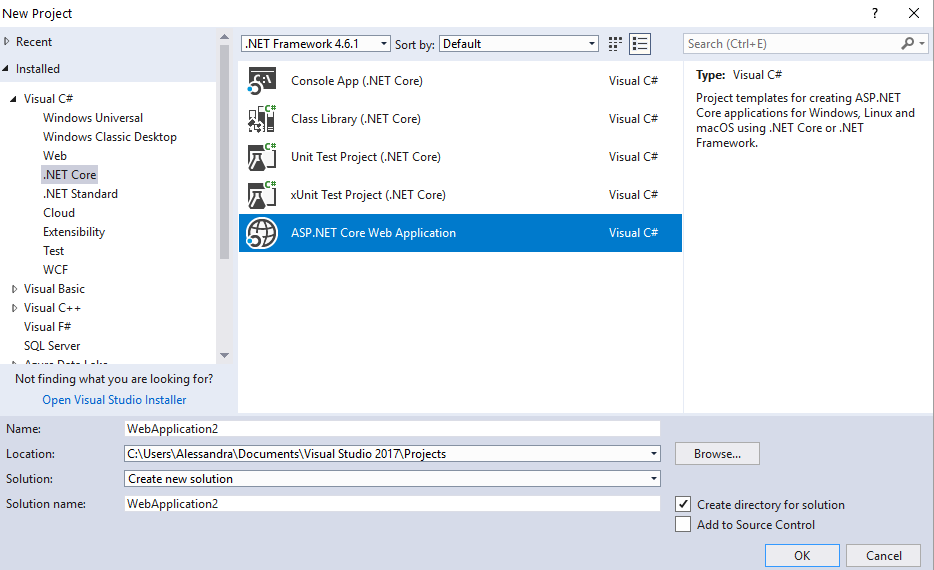 New Project
? 
Recent
Installed
.NET Framework 4.6.1 Sort by: Default
Search (Ctrl+E)
Visual C#
Windows Universal
Windows Classic Desktop
Web
.NET Core
.NET Standard
Cloud
Extensibility
Test
WCF
Visual Basic
Visual C++
Visual F#
SQL Server
Azure Data Lake
Not finding what you are looking for?
Open Visual Studio Installer
Console App (.NET Core) Visual C#
Class Library (.NET Core) Visual C#
Unit Test Project (.NET Core) Visual C#
xUnit Test Project (.NET Core) Visual C#
ASP.NET Core Web Application Visual C#
Type: Visual C#
Project templates for creating ASP.NET
Core applications for Windows, Linux and
macOS using .NET Core or .NET
Framework.
Name: WebApplication2
Location: C:\Users\Alessandra\Documents\Visual Studio 2017\Projects
Browse...
Solution: Create new solution
Solution name: WebApplication2
Create directory for solution
Add to Source Control
OK Cancel